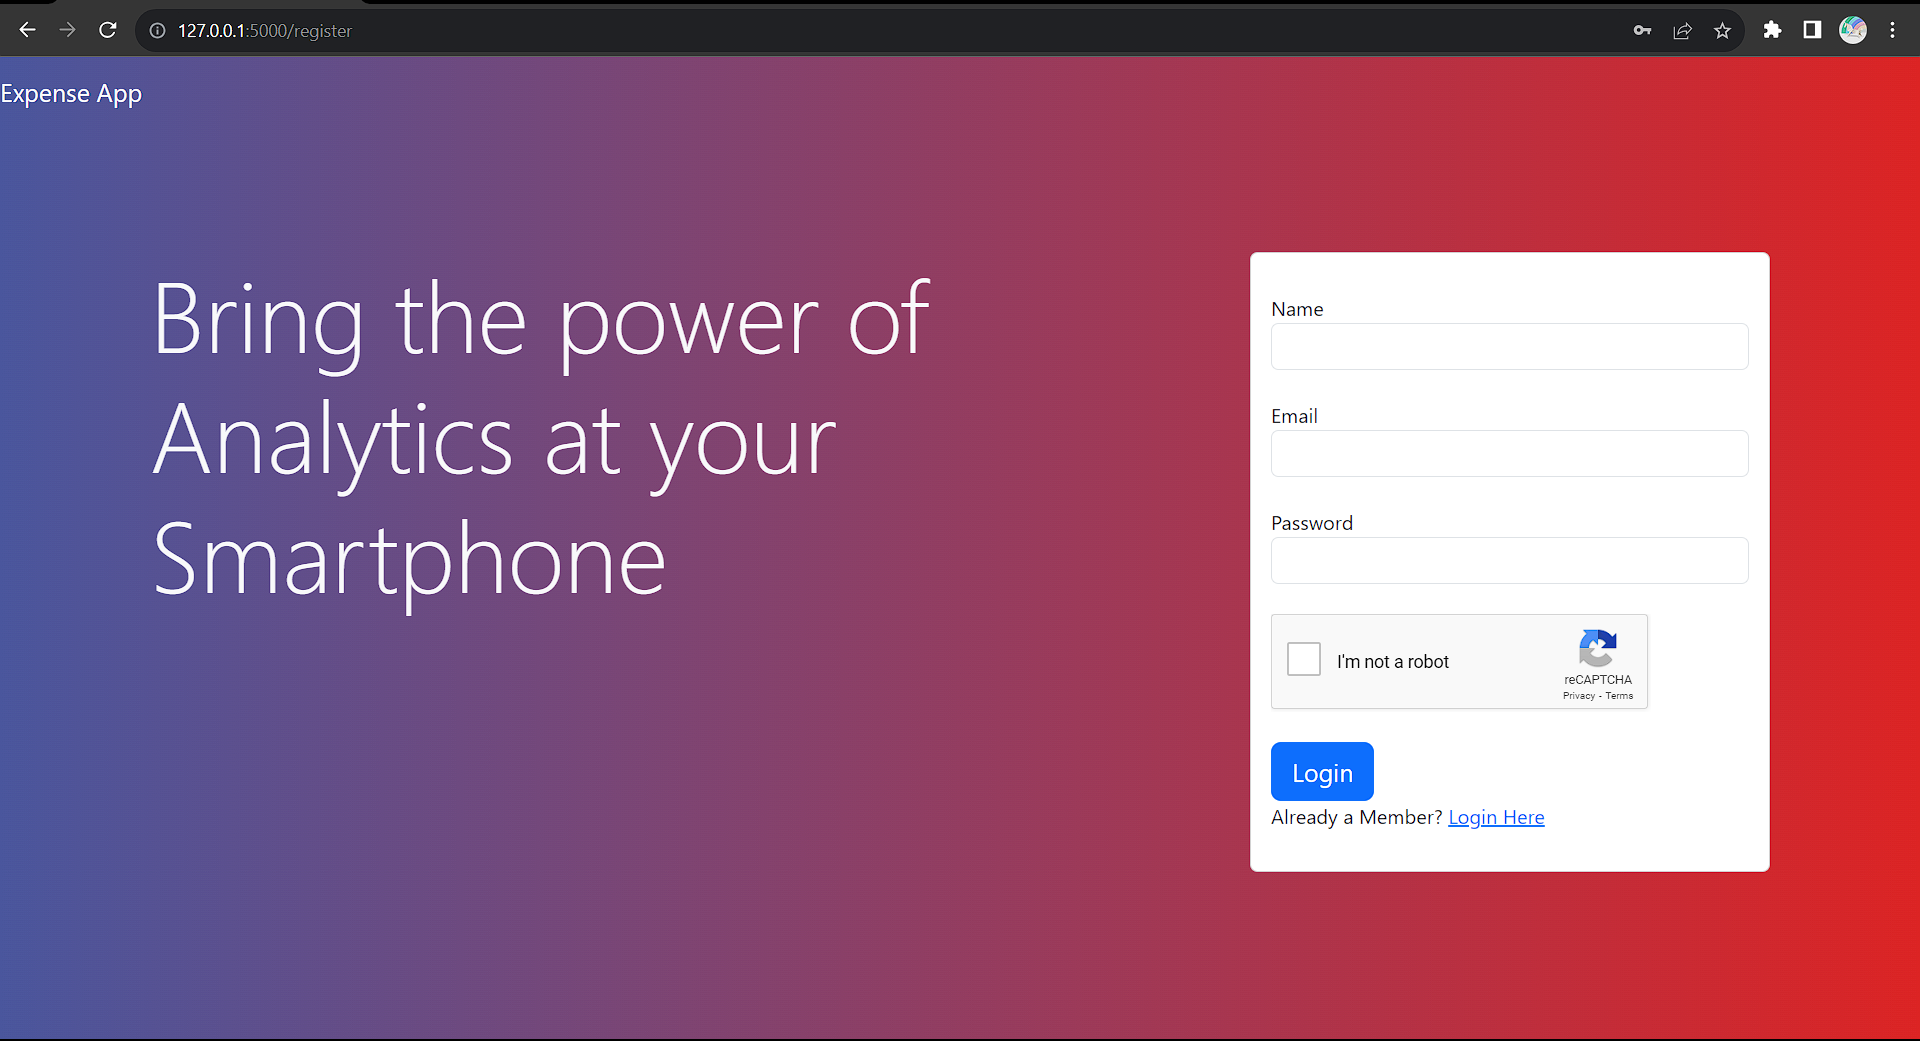 127.0.0.1:5000/register
Expense App
Bring the power of
Analytics at your
Smartphone
Name
Email
Password
I'm not a robot
reCAPTCHA
Privacy - Terms
Login
Already a Member? Login Here